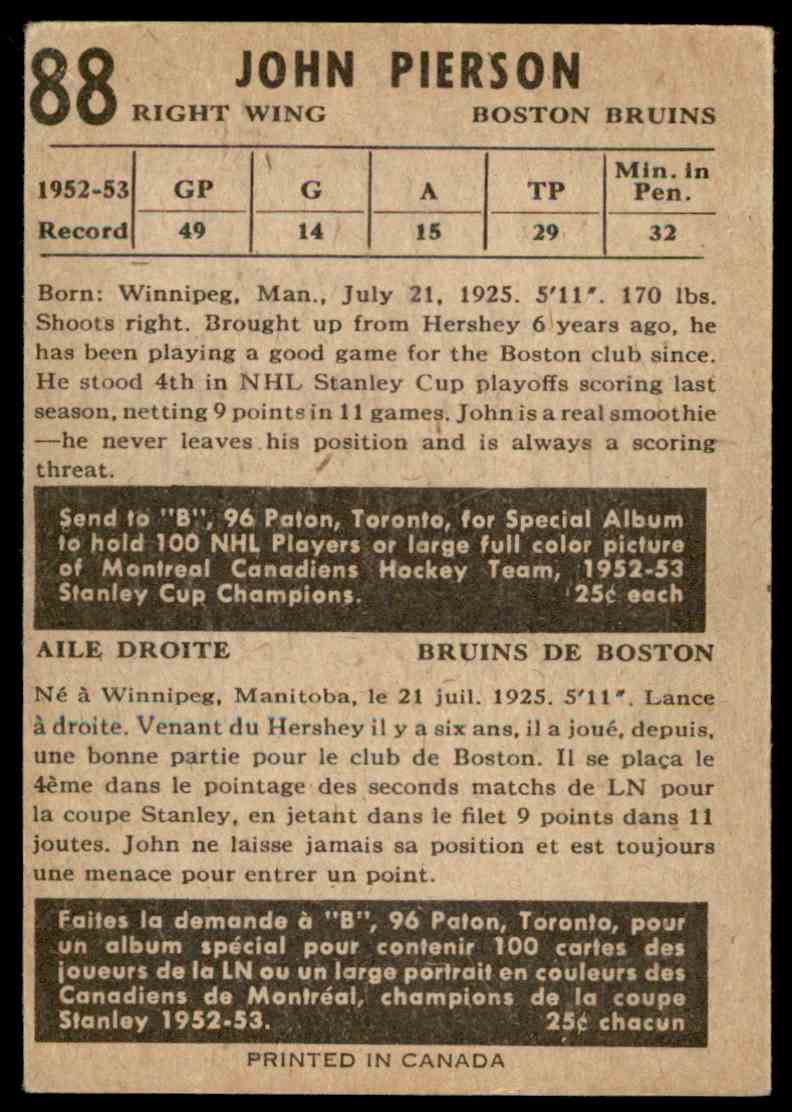 88 JOHN PIERSON
RIGHT WING BOSTON BRUINS
1952-53 GP G A TP Min. in Pen.
Record 49 14 15 29 32
Born: Winnipeg, Man., July 21, 1925. 5'11". 170 lbs.
Shoots right. Brought up from Hershey 6 years ago, he
has been playing a good game for the Boston club since.
He stood 4th in NHL Stanley Cup playoffs scoring last
season, netting 9 points in 11 games. John is a real smoothie
—he never leaves his position and is always a scoring
threat.
Send to "B", 96 Paton, Toronto, for Special Album
to hold 100 NHL Players or large full color picture
of Montreal Canadiens Hockey Team, 1952-53
Stanley Cup Champions. 25¢ each
AILE DROITE BRUINS DE BOSTON
Né à Winnipeg, Manitoba, le 21 juil. 1925. 5'11". Lance
à droite. Venant du Hershey il y a six ans, il a joué, depuis,
une bonne partie pour le club de Boston. Il se plaça le
4ème dans le pointage des seconds matchs de LN pour
la coupe Stanley, en jetant dans le filet 9 points dans 11
joutes. John ne laisse jamais sa position et est toujours
une menace pour entrer un point.
Faites la demande à "B", 96 Paton, Toronto, pour
un album spécial pour contenir 100 cartes des
joueurs de la LN ou un large portrait en couleurs des
Canadiens de Montréal, champions de la coupe
Stanley 1952-53. 25¢ chacun
PRINTED IN CANADA